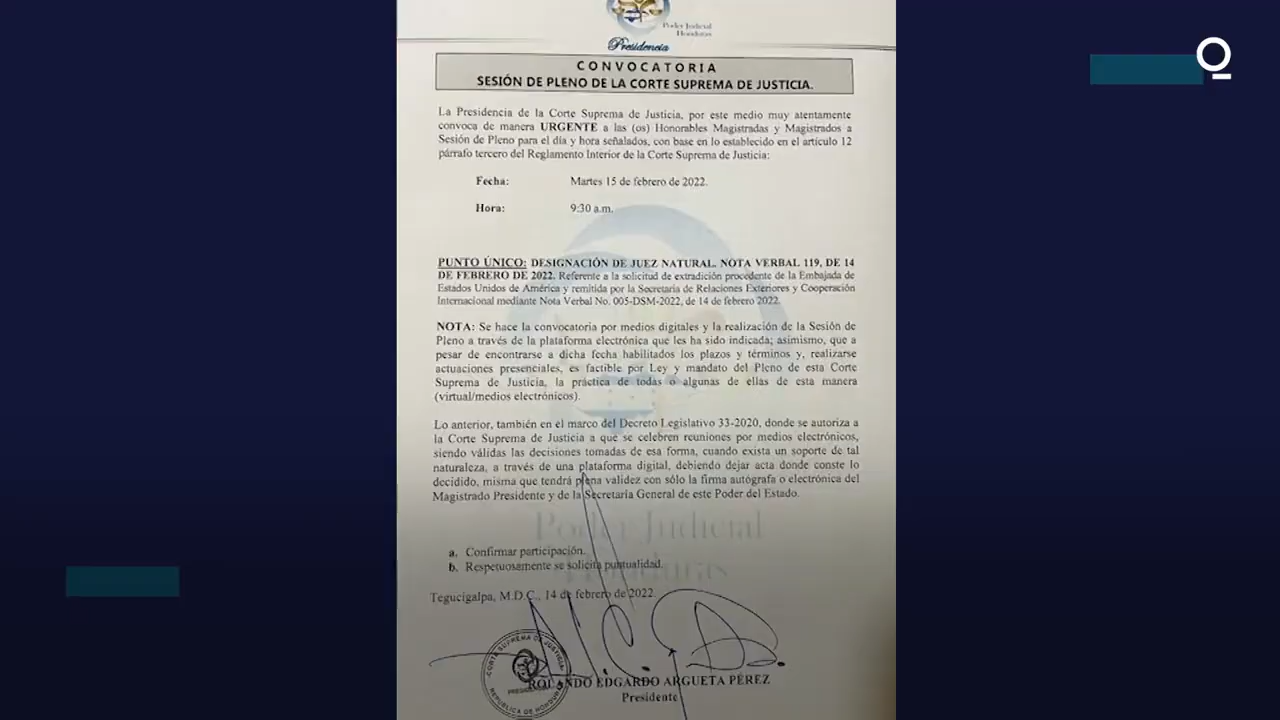 Poder Judicial
Honduras
Presidencia
CONVOCATORIA
SESIÓN DE PLENO DE LA CORTE SUPREMA DE JUSTICIA.
La Presidencia de la Corte Suprema de Justicia, por este medio muy atentamente
convoca de manera URGENTE a las (os) Honorables Magistradas y Magistrados a
Sesión de Pleno para el día y hora señalados, con base en lo establecido en el artículo 12
párrafo tercero del Reglamento Interior de la Corte Suprema de Justicia:
Fecha: Martes 15 de febrero de 2022.
Hora: 9:30 a.m.
PUNTO ÚNICO: DESIGNACIÓN DE JUEZ NATURAL. NOTA VERBAL 119, DE 14
DE FEBRERO DE 2022. Referente a la solicitud de extradición procedente de la Embajada de
Estados Unidos de América y remitida por la Secretaría de Relaciones Exteriores y Cooperación
Internacional mediante Nota Verbal No. 005-DSM-2022, de 14 de febrero 2022.
NOTA: Se hace la convocatoria por medios digitales y la realización de la Sesión de
Pleno a través de la plataforma electrónica que les ha sido indicada; asimismo, que a
pesar de encontrarse a dicha fecha habilitados los plazos y términos y, realizarse
actuaciones presenciales, es factible por Ley y mandato del Pleno de esta Corte
Suprema de Justicia, la práctica de todas o algunas de ellas de esta manera
(virtual/medios electrónicos).
Lo anterior, también en el marco del Decreto Legislativo 33-2020, donde se autoriza a
la Corte Suprema de Justicia a que se celebren reuniones por medios electrónicos,
siendo válidas las decisiones tomadas de esa forma, cuando exista un soporte de tal
naturaleza, a través de una plataforma digital, debiendo dejar acta donde conste lo
decidido, misma que tendrá plena validez con sólo la firma autógrafa o electrónica del
Magistrado Presidente y de la Secretaría General de este Poder del Estado.
Poder Judicial
Honduras
a. Confirmar participación.
b. Respetuosamente se solicita puntualidad.
Tegucigalpa, M.D.C., 14 de febrero de 2022.
CORTE SUPREMA DE JUSTICIA
PRESIDENCIA
REPUBLICA DE HONDURAS
ROLANDO EDGARDO ARGUETA PÉREZ
Presidente